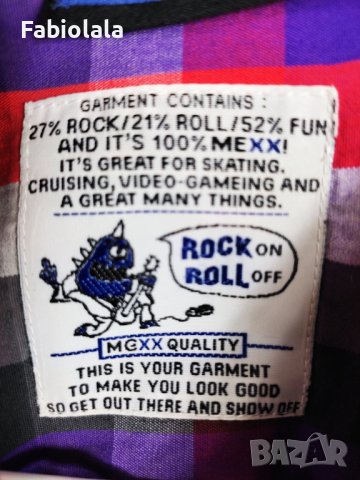 Fabiolala
GARMENT CONTAINS :
27% ROCK/21% ROLL/52% FUN
AND IT'S 100% MEXX!
IT'S GREAT FOR SKATING.
CRUISING, VIDEO-GAMEING AND
A GREAT MANY THINGS.
ROCK ON
ROLL OFF
MEXX QUALITY
THIS IS YOUR GARMENT
TO MAKE YOU LOOK GOOD
SO GET OUT THERE AND SHOW OFF
BAZAR